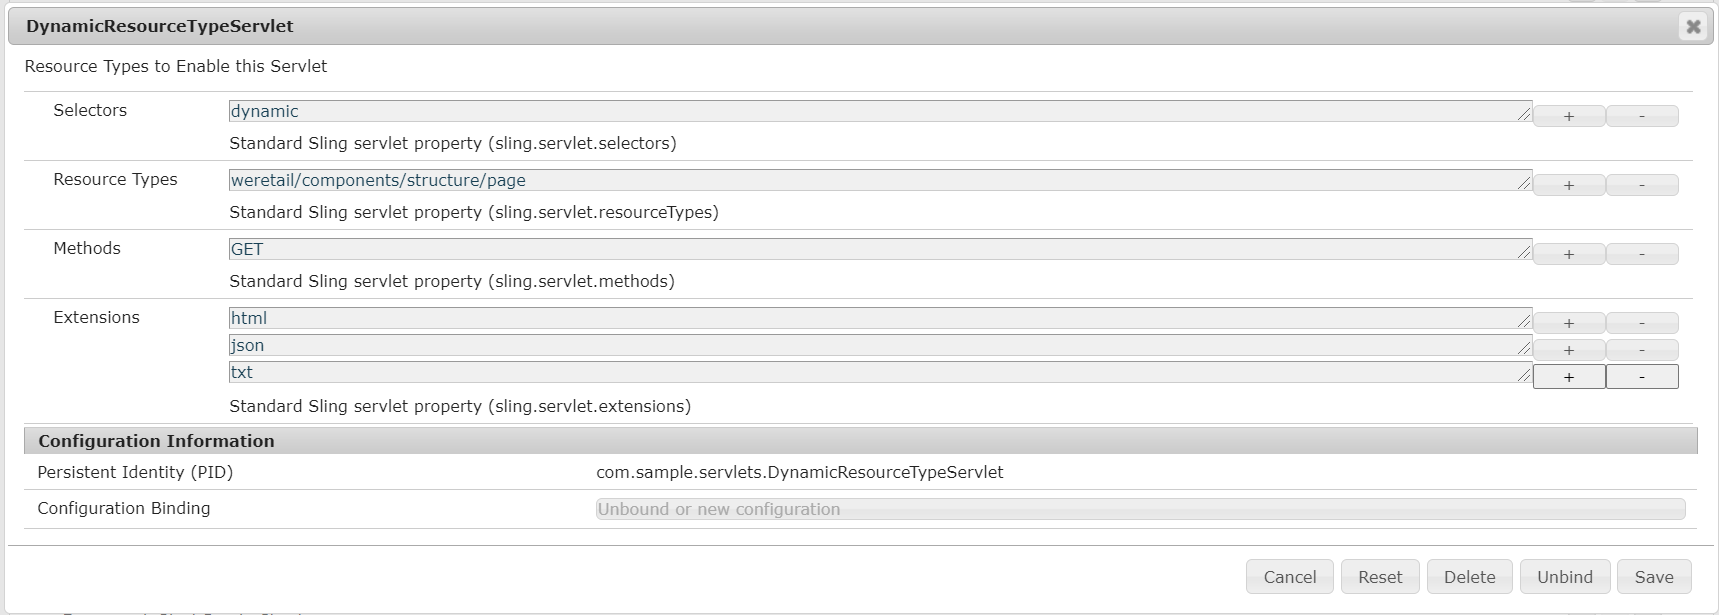 DynamicResourceTypeServlet
Resource Types to Enable this Servlet
Selectors dynamic + -
Standard Sling servlet property (sling.servlet.selectors)
Resource Types weretail/components/structure/page + -
Standard Sling servlet property (sling.servlet.resourceTypes)
Methods GET + -
Standard Sling servlet property (sling.servlet.methods)
Extensions html + -
json + -
txt + -
Standard Sling servlet property (sling.servlet.extensions)
Configuration Information
Persistent Identity (PID) com.sample.servlets.DynamicResourceTypeServlet
Configuration Binding Unbound or new configuration
Cancel Reset Delete Unbind Save